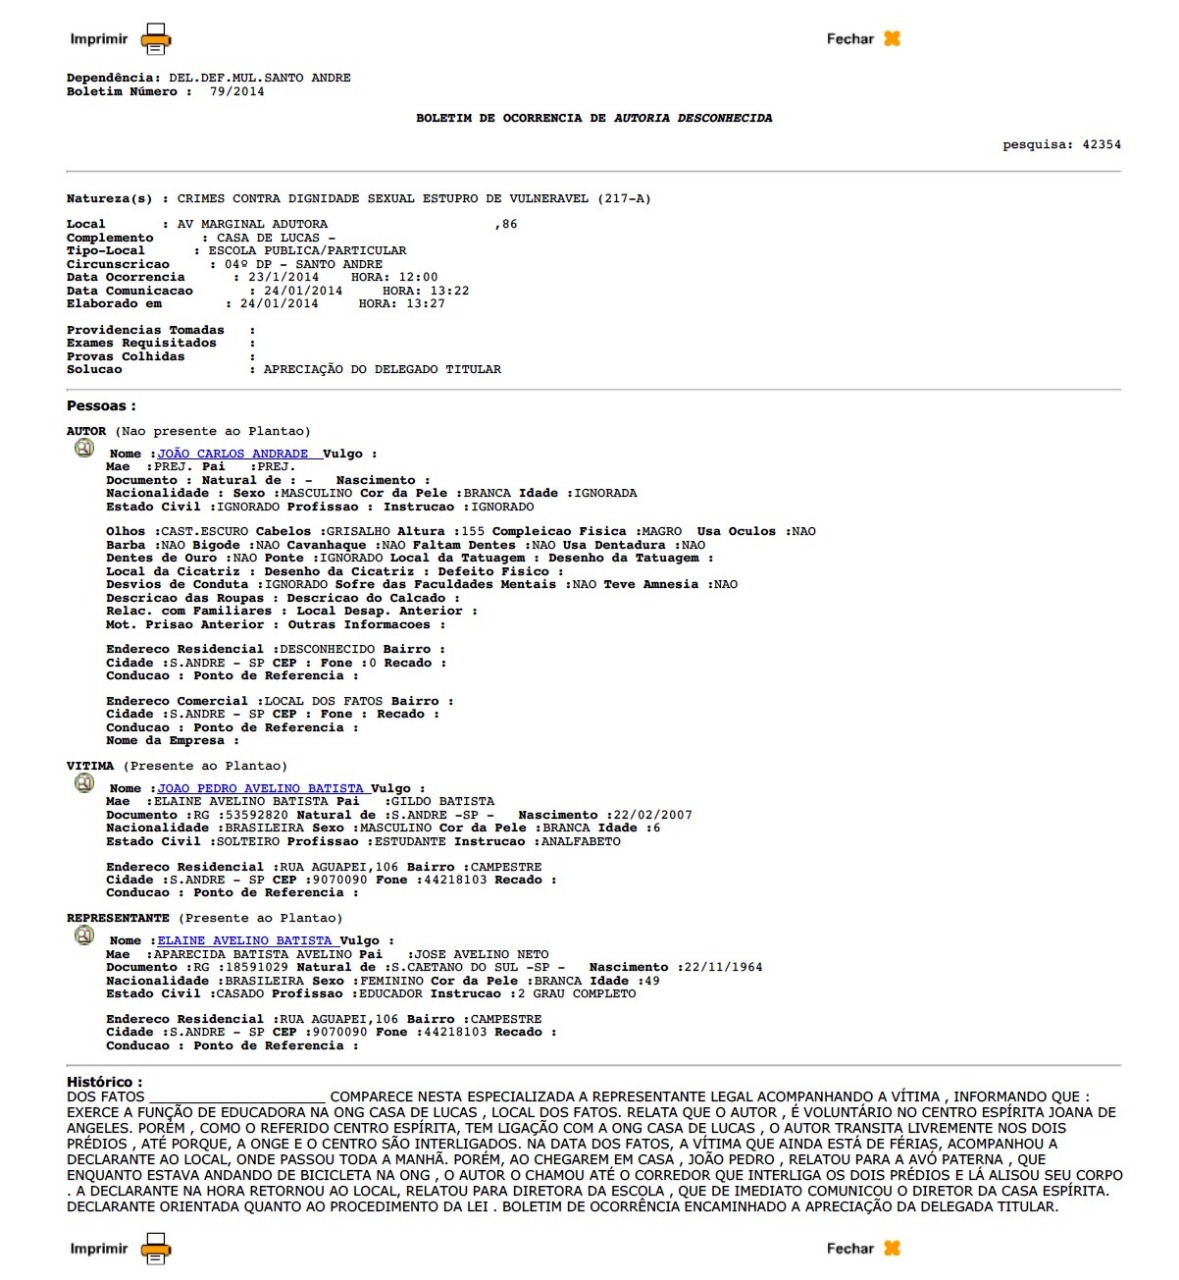 Imprimir Fechar
Dependência: DEL.DEF.MUL.SANTO ANDRE
Boletim Número : 79/2014
BOLETIM DE OCORRENCIA DE AUTORIA DESCONHECIDA
pesquisa: 42354
Natureza(s) : CRIMES CONTRA DIGNIDADE SEXUAL ESTUPRO DE VULNERAVEL (217-A)
Local : AV MARGINAL ADUTORA ,86
Complemento : CASA DE LUCAS -
Tipo-Local : ESCOLA PUBLICA/PARTICULAR
Circunscricao : 04º DP - SANTO ANDRE
Data Ocorrencia : 23/1/2014 HORA: 12:00
Data Comunicacao : 24/01/2014 HORA: 13:22
Elaborado em : 24/01/2014 HORA: 13:27
Providencias Tomadas :
Exames Requisitados :
Provas Colhidas :
Solucao : APRECIAÇÃO DO DELEGADO TITULAR
Pessoas :
AUTOR (Nao presente ao Plantao)
Nome :JOÃO CARLOS ANDRADE Vulgo :
Mae :PREJ. Pai :PREJ.
Documento : Natural de : - Nascimento :
Nacionalidade : Sexo :MASCULINO Cor da Pele :BRANCA Idade :IGNORADA
Estado Civil :IGNORADO Profissao : Instrucao :IGNORADO
Olhos :CAST.ESCURO Cabelos :GRISALHO Altura :155 Compleicao Fisica :MAGRO Usa Oculos :NAO
Barba :NAO Bigode :NAO Cavanhaque :NAO Faltam Dentes :NAO Usa Dentadura :NAO
Dentes de Ouro :NAO Ponte :IGNORADO Local da Tatuagem : Desenho da Tatuagem :
Local da Cicatriz : Desenho da Cicatriz : Defeito Fisico :
Desvios de Conduta :IGNORADO Sofre das Faculdades Mentais :NAO Teve Amnesia :NAO
Descricao das Roupas : Descricao do Calcado :
Relac. com Familiares : Local Desap. Anterior :
Mot. Prisao Anterior : Outras Informacoes :
Endereco Residencial :DESCONHECIDO Bairro :
Cidade :S.ANDRE - SP CEP : Fone :0 Recado :
Conducao : Ponto de Referencia :
Endereco Comercial :LOCAL DOS FATOS Bairro :
Cidade :S.ANDRE - SP CEP : Fone : Recado :
Conducao : Ponto de Referencia :
Nome da Empresa :
VITIMA (Presente ao Plantao)
Nome :JOAO PEDRO AVELINO BATISTA Vulgo :
Mae :ELAINE AVELINO BATISTA Pai :GILDO BATISTA
Documento :RG :53592820 Natural de :S.ANDRE -SP - Nascimento :22/02/2007
Nacionalidade :BRASILEIRA Sexo :MASCULINO Cor da Pele :BRANCA Idade :6
Estado Civil :SOLTEIRO Profissao :ESTUDANTE Instrucao :ANALFABETO
Endereco Residencial :RUA AGUAPEI,106 Bairro :CAMPESTRE
Cidade :S.ANDRE - SP CEP :9070090 Fone :44218103 Recado :
Conducao : Ponto de Referencia :
REPRESENTANTE (Presente ao Plantao)
Nome :ELAINE AVELINO BATISTA Vulgo :
Mae :APARECIDA BATISTA AVELINO Pai :JOSE AVELINO NETO
Documento :RG :18591029 Natural de :S.CAETANO DO SUL -SP - Nascimento :22/11/1964
Nacionalidade :BRASILEIRA Sexo :FEMININO Cor da Pele :BRANCA Idade :49
Estado Civil :CASADO Profissao :EDUCADOR Instrucao :2 GRAU COMPLETO
Endereco Residencial :RUA AGUAPEI,106 Bairro :CAMPESTRE
Cidade :S.ANDRE - SP CEP :9070090 Fone :44218103 Recado :
Conducao : Ponto de Referencia :
Histórico :
DOS FATOS ______________________ COMPARECE NESTA ESPECIALIZADA A REPRESENTANTE LEGAL ACOMPANHANDO A VÍTIMA , INFORMANDO QUE :
EXERCE A FUNÇÃO DE EDUCADORA NA ONG CASA DE LUCAS , LOCAL DOS FATOS. RELATA QUE O AUTOR , É VOLUNTÁRIO NO CENTRO ESPÍRITA JOANA DE
ANGELES. PORÉM , COMO O REFERIDO CENTRO ESPÍRITA, TEM LIGAÇÃO COM A ONG CASA DE LUCAS , O AUTOR TRANSITA LIVREMENTE NOS DOIS
PRÉDIOS , ATÉ PORQUE, A ONGE E O CENTRO SÃO INTERLIGADOS. NA DATA DOS FATOS, A VÍTIMA QUE AINDA ESTÁ DE FÉRIAS, ACOMPANHOU A
DECLARANTE AO LOCAL, ONDE PASSOU TODA A MANHÃ. PORÉM, AO CHEGAREM EM CASA , JOÃO PEDRO , RELATOU PARA A AVÓ PATERNA , QUE
ENQUANTO ESTAVA ANDANDO DE BICICLETA NA ONG , O AUTOR O CHAMOU ATÉ O CORREDOR QUE INTERLIGA OS DOIS PRÉDIOS E LÁ ALISOU SEU CORPO
. A DECLARANTE NA HORA RETORNOU AO LOCAL, RELATOU PARA DIRETORA DA ESCOLA , QUE DE IMEDIATO COMUNICOU O DIRETOR DA CASA ESPÍRITA.
DECLARANTE ORIENTADA QUANTO AO PROCEDIMENTO DA LEI . BOLETIM DE OCORRÊNCIA ENCAMINHADO A APRECIAÇÃO DA DELEGADA TITULAR.
Imprimir Fechar